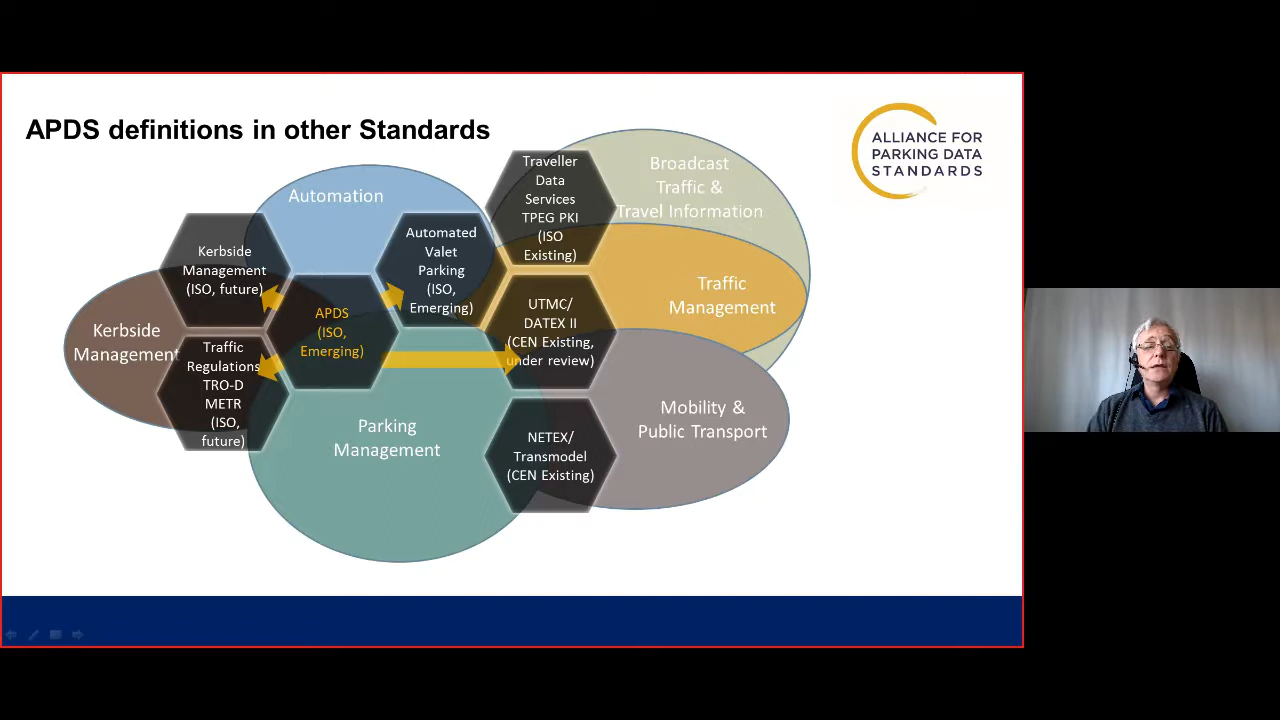 APDS definitions in other Standards
ALLIANCE FOR
PARKING DATA
STANDARDS
Automation
Broadcast
Traffic &
Travel Information
Traveller
Data
Services
TPEG PKI
(ISO
Existing)
Kerbside
Management
(ISO, future)
Automated
Valet
Parking
(ISO,
Emerging)
APDS
(ISO,
Emerging)
UTMC/
DATEX II
(CEN Existing,
under review)
Traffic
Management
Kerbside
Management
Traffic
Regulations
TRO-D
METR
(ISO,
future)
Parking
Management
NETEX/
Transmodel
(CEN Existing)
Mobility &
Public Transport